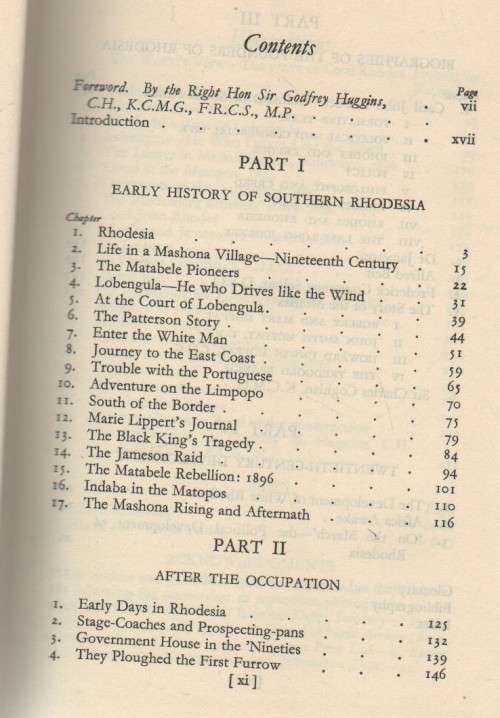 Contents
Page
Foreword. By the Right Hon Sir Godfrey Huggins,
C.H., K.C.M.G., F.R.C.S., M.P. . . vii
Introduction . . . . . . . xvii
PART I
EARLY HISTORY OF SOUTHERN RHODESIA
Chapter
1. Rhodesia . . . . . . . 3
2. Life in a Mashona Village—Nineteenth Century 15
3. The Matabele Pioneers . . . . 22
4. Lobengula—He who Drives like the Wind . 31
5. At the Court of Lobengula. . . . 39
6. The Patterson Story . . . . . 44
7. Enter the White Man . . . . 51
8. Journey to the East Coast . . . . 59
9. Trouble with the Portuguese . . . 65
10. Adventure on the Limpopo . . . 70
11. South of the Border . . . . . 75
12. Marie Lippert's Journal . . . . 79
13. The Black King's Tragedy . . . . 84
14. The Jameson Raid . . . . . 94
15. The Matabele Rebellion: 1896 . . . 101
16. Indaba in the Matopos . . . . 110
17. The Mashona Rising and Aftermath . . 116
PART II
AFTER THE OCCUPATION
1. Early Days in Rhodesia . . . . 125
2. Stage-Coaches and Prospecting-pans . . 132
3. Government House in the 'Nineties . . 139
4. They Ploughed the First Furrow . . . 146
[ xi ]